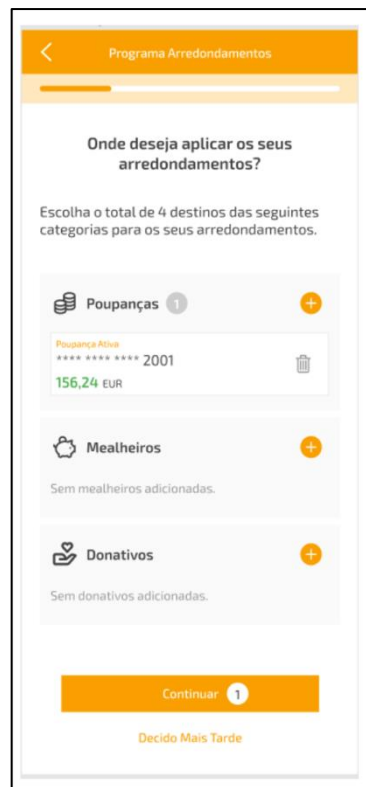 Programa Arredondamentos
Onde deseja aplicar os seus
arredondamentos?
Escolha o total de 4 destinos das seguintes
categorias para os seus arredondamentos.
Poupanças 1
Poupança Ativa
**** **** **** 2001
156,24 EUR
Mealheiros
Sem mealheiros adicionadas.
Donativos
Sem donativos adicionadas.
Continuar 1
Decido Mais Tarde